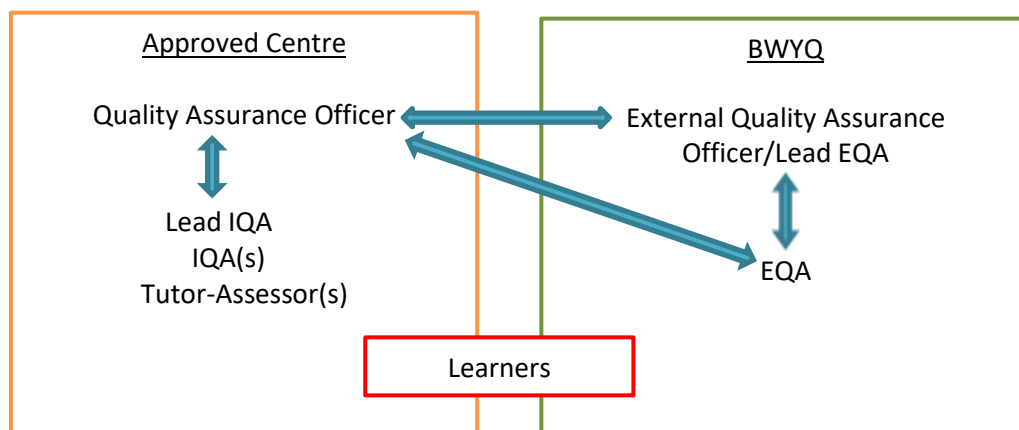 Approved Centre
Quality Assurance Officer
Lead IQA
IQA(s)
Tutor-Assessor(s)
BWYQ
External Quality Assurance
Officer/Lead EQA
EQA
Learners